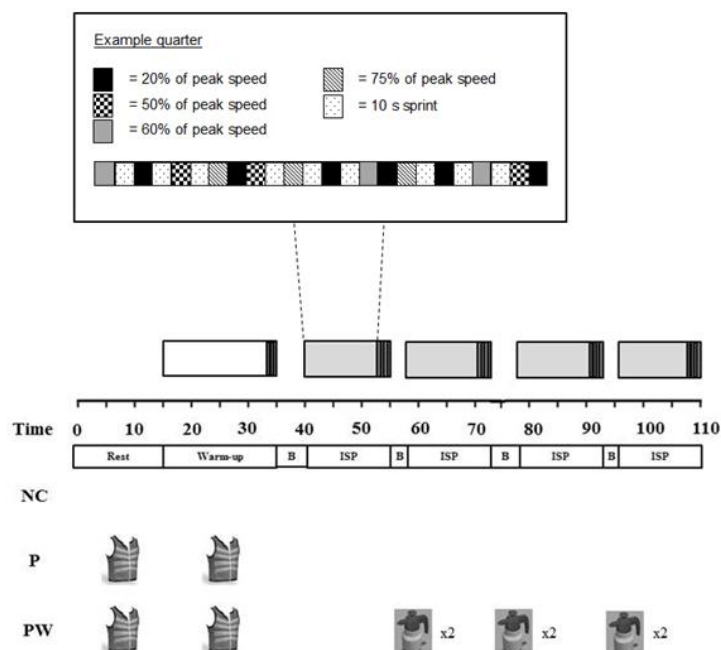 Example quarter
= 20% of peak speed = 75% of peak speed
= 50% of peak speed = 10 s sprint
= 60% of peak speed
Time 0 10 20 30 40 50 60 70 80 90 100 110
Rest Warm-up B ISP B ISP B ISP B ISP
NC
P
PW x2 x2 x2